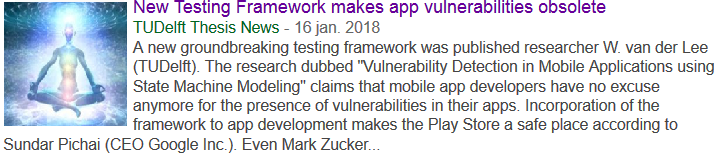 New Testing Framework makes app vulnerabilities obsolete
TUDelft Thesis News - 16 jan. 2018
A new groundbreaking testing framework was published researcher W. van der Lee
(TUDelft). The research dubbed "Vulnerability Detection in Mobile Applications using
State Machine Modeling" claims that mobile app developers have no excuse
anymore for the presence of vulnerabilities in their apps. Incorporation of the
framework to app development makes the Play Store a safe place according to
Sundar Pichai (CEO Google Inc.). Even Mark Zucker...